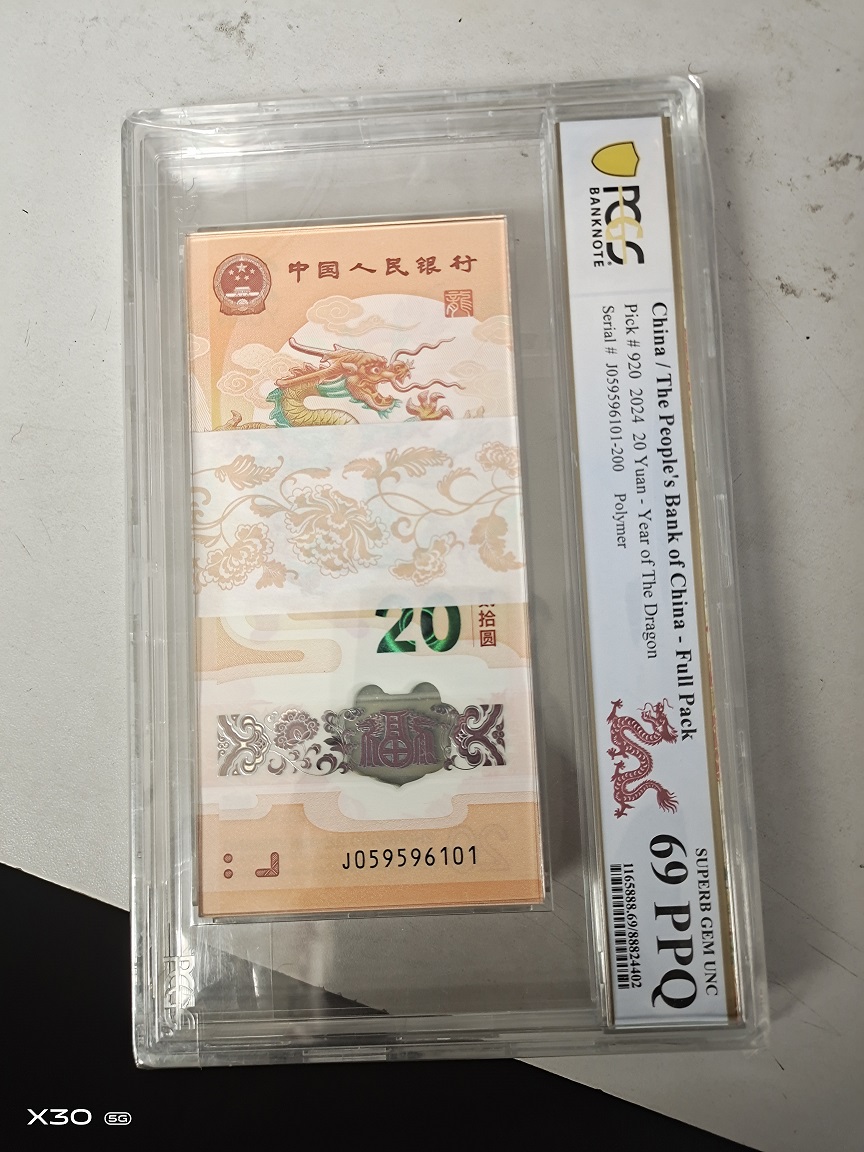 中国人民银行
龍
20
拾圆
福
J059596101
PCGS
BANKNOTE
China / The People's Bank of China - Full Pack
Pick # 920 2024 20 Yuan - Year of The Dragon
Serial # J059596101-200 Polymer
SUPERB GEM UNC
69 PPQ
1165888.69/88824402
PCGS
X30 5G